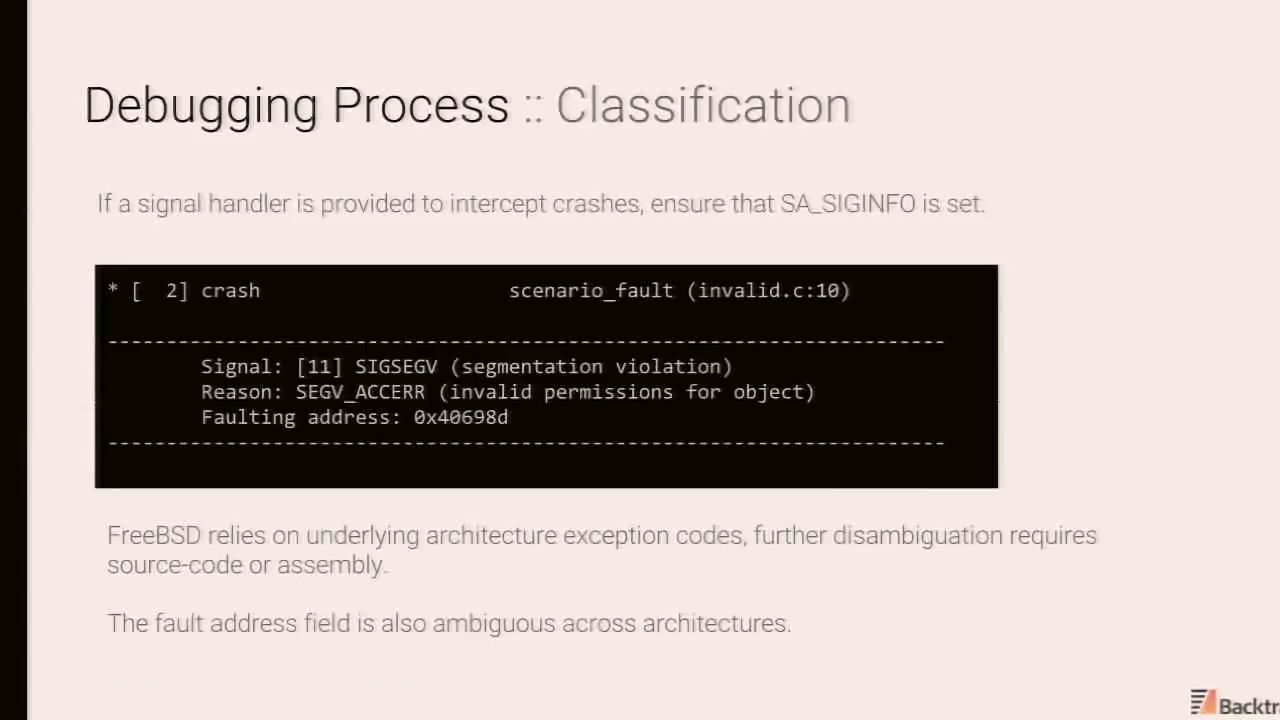 Debugging Process :: Classification
If a signal handler is provided to intercept crashes, ensure that SA_SIGINFO is set.
* [  2] crash                     scenario_fault (invalid.c:10)
-----------------------------------------------------------------------
Signal: [11] SIGSEGV (segmentation violation)
Reason: SEGV_ACCERR (invalid permissions for object)
Faulting address: 0x40698d
-----------------------------------------------------------------------
FreeBSD relies on underlying architecture exception codes, further disambiguation requires
source-code or assembly.
The fault address field is also ambiguous across architectures.
Backtr